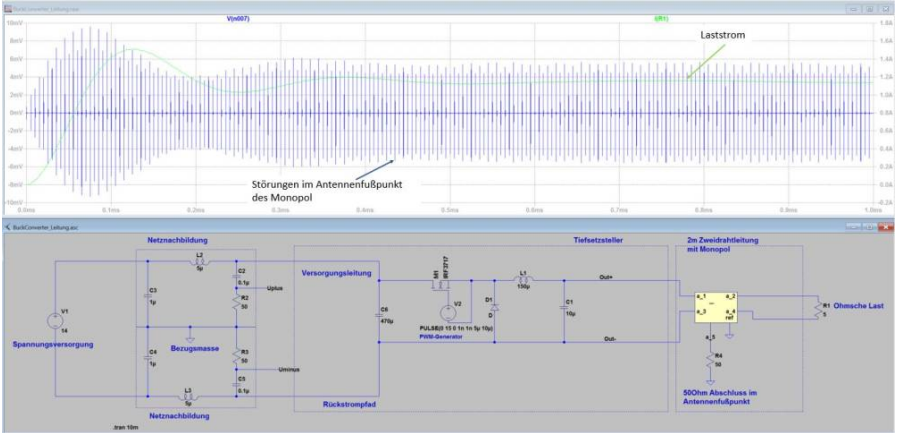 BuckConverter_Leitung.asc
V(n007)
I(R1)
10mV
8mV
6mV
4mV
2mV
0mV
-2mV
-4mV
-6mV
-8mV
-10mV
1.8A
1.6A
1.4A
1.2A
1.0A
0.8A
0.6A
0.4A
0.2A
0.0A
-0.2A
Laststrom
Störungen im Antennenfußpunkt
des Monopol
0.0ms
0.1ms
0.2ms
0.3ms
0.4ms
0.5ms
0.6ms
0.7ms
0.8ms
0.9ms
1.0ms
BuckConverter_Leitung.asc
Netznachbildung
Tiefsetzsteller
2m Zweidrahtleitung
mit Monopol
L2
5µ
C3
1µ
C2
0.1µ
R2
50
Uplus
V1
14
Spannungsversorgung
Bezugsmasse
C4
1µ
R3
50
Uminus
C5
0.1µ
L3
5µ
Netznachbildung
Versorgungsleitung
C6
470µ
M1
IRF3717
V2
PULSE(0 15 0 1n 1n 5µ 10µ)
PWM-Generator
D1
D
L1
150µ
C1
10µ
Out+
Out-
Rückstrompfad
a_1
a_2
a_3
a_4
ref
a_5
R4
50
R1
5
Ohmsche Last
50Ohm Abschluss im
Antennenfußpunkt
.tran 10m